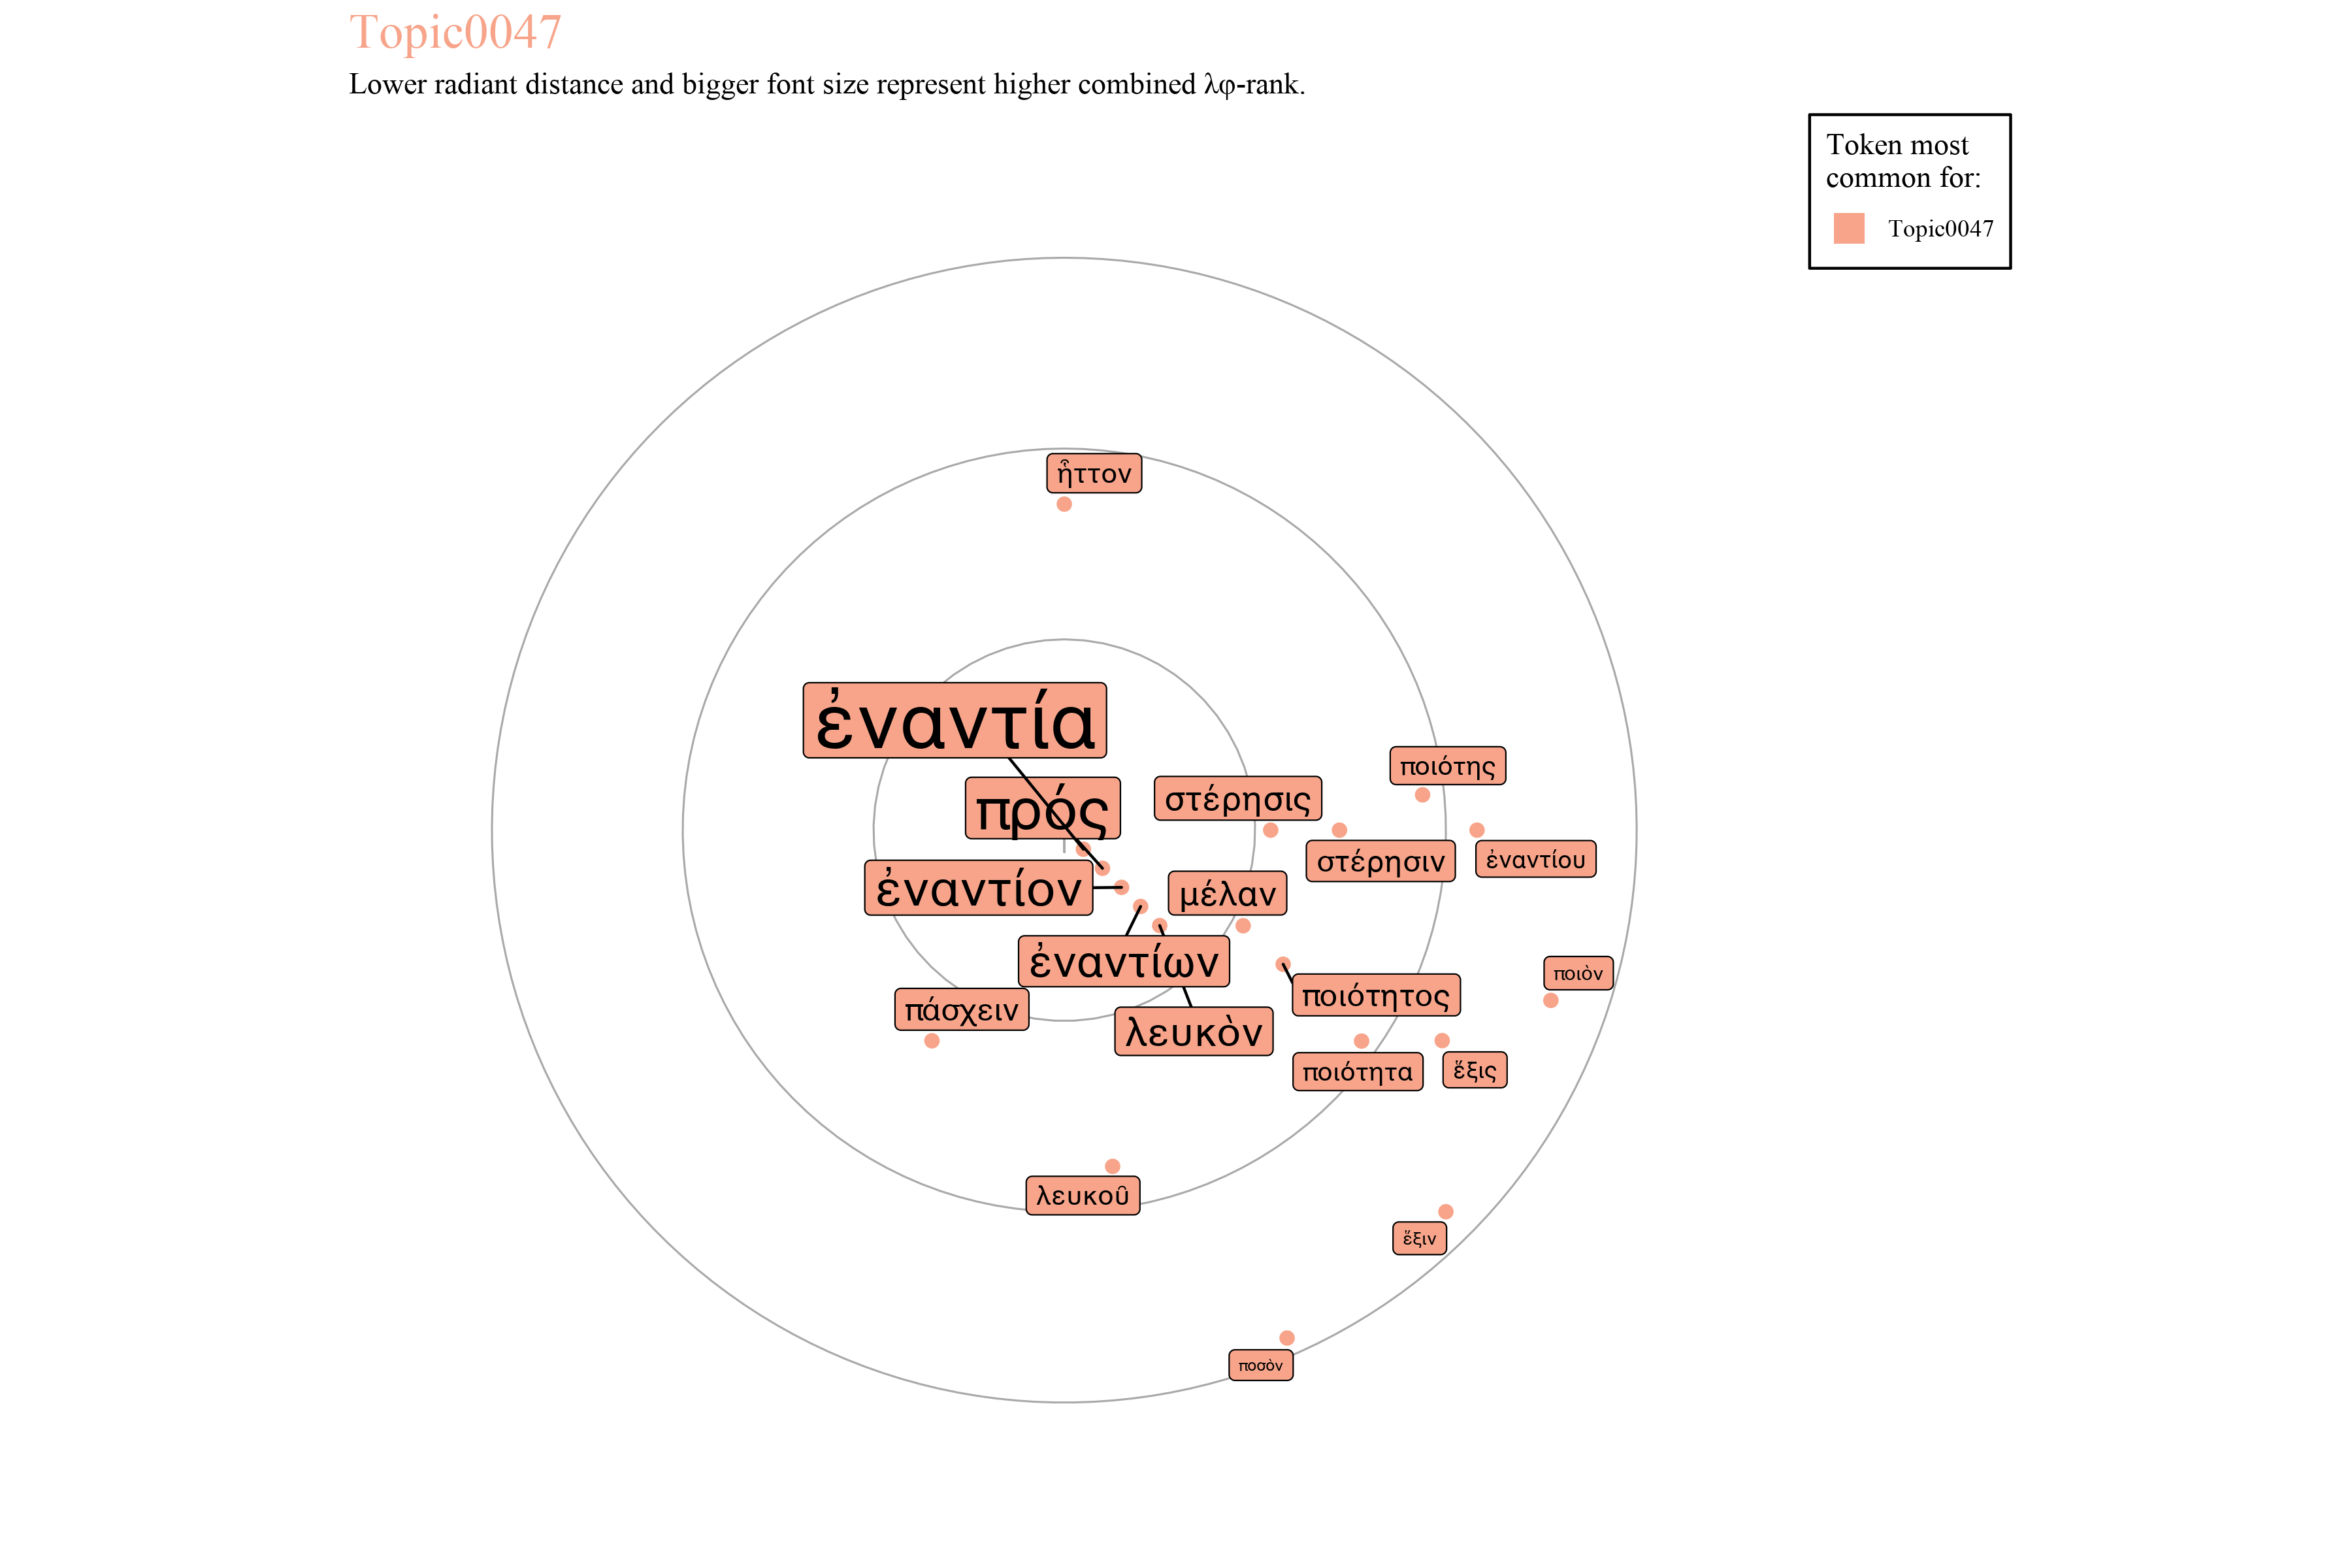 Topic0047
Lower radiant distance and bigger font size represent higher combined λφ-rank.
Token most
common for:
Topic0047
ἧττον
ἐναντία
πρός
ποιότης
στέρησις
στέρησιν
ἐναντίου
ἐναντίον
μέλαν
ἐναντίων
ποιὸν
ποιότητος
πάσχειν
λευκὸν
ποιότητα
ἕξις
λευκοῦ
ἕξιν
ποσὸν